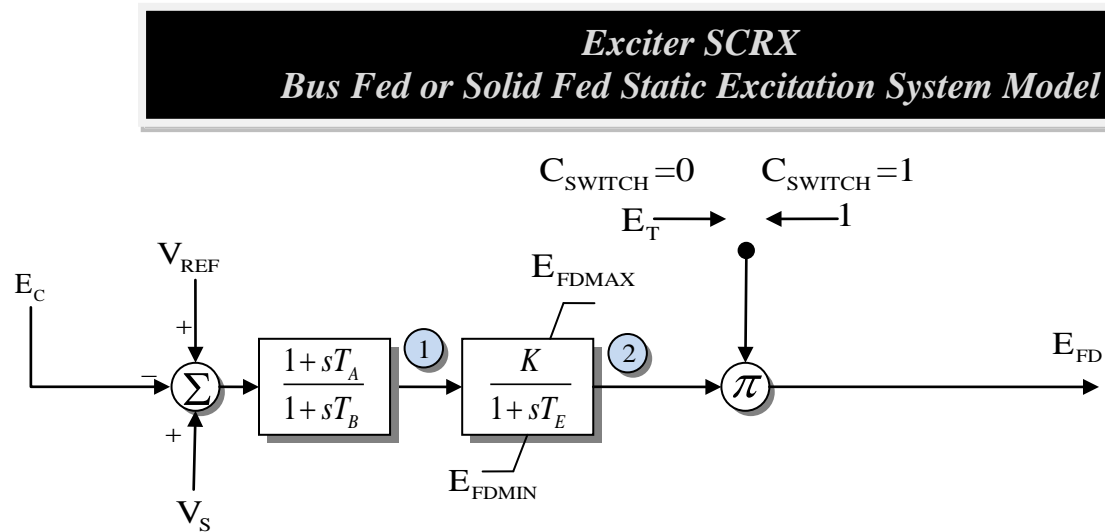 Exciter SCRX
Bus Fed or Solid Fed Static Excitation System Model
C_SWITCH =0
C_SWITCH =1
E_T
1
V_REF
E_C
E_FDMAX
+
−
Σ
+
1 + sT_A
1 + sT_B
1
K
1 + sT_E
2
π
E_FD
E_FDMIN
V_S